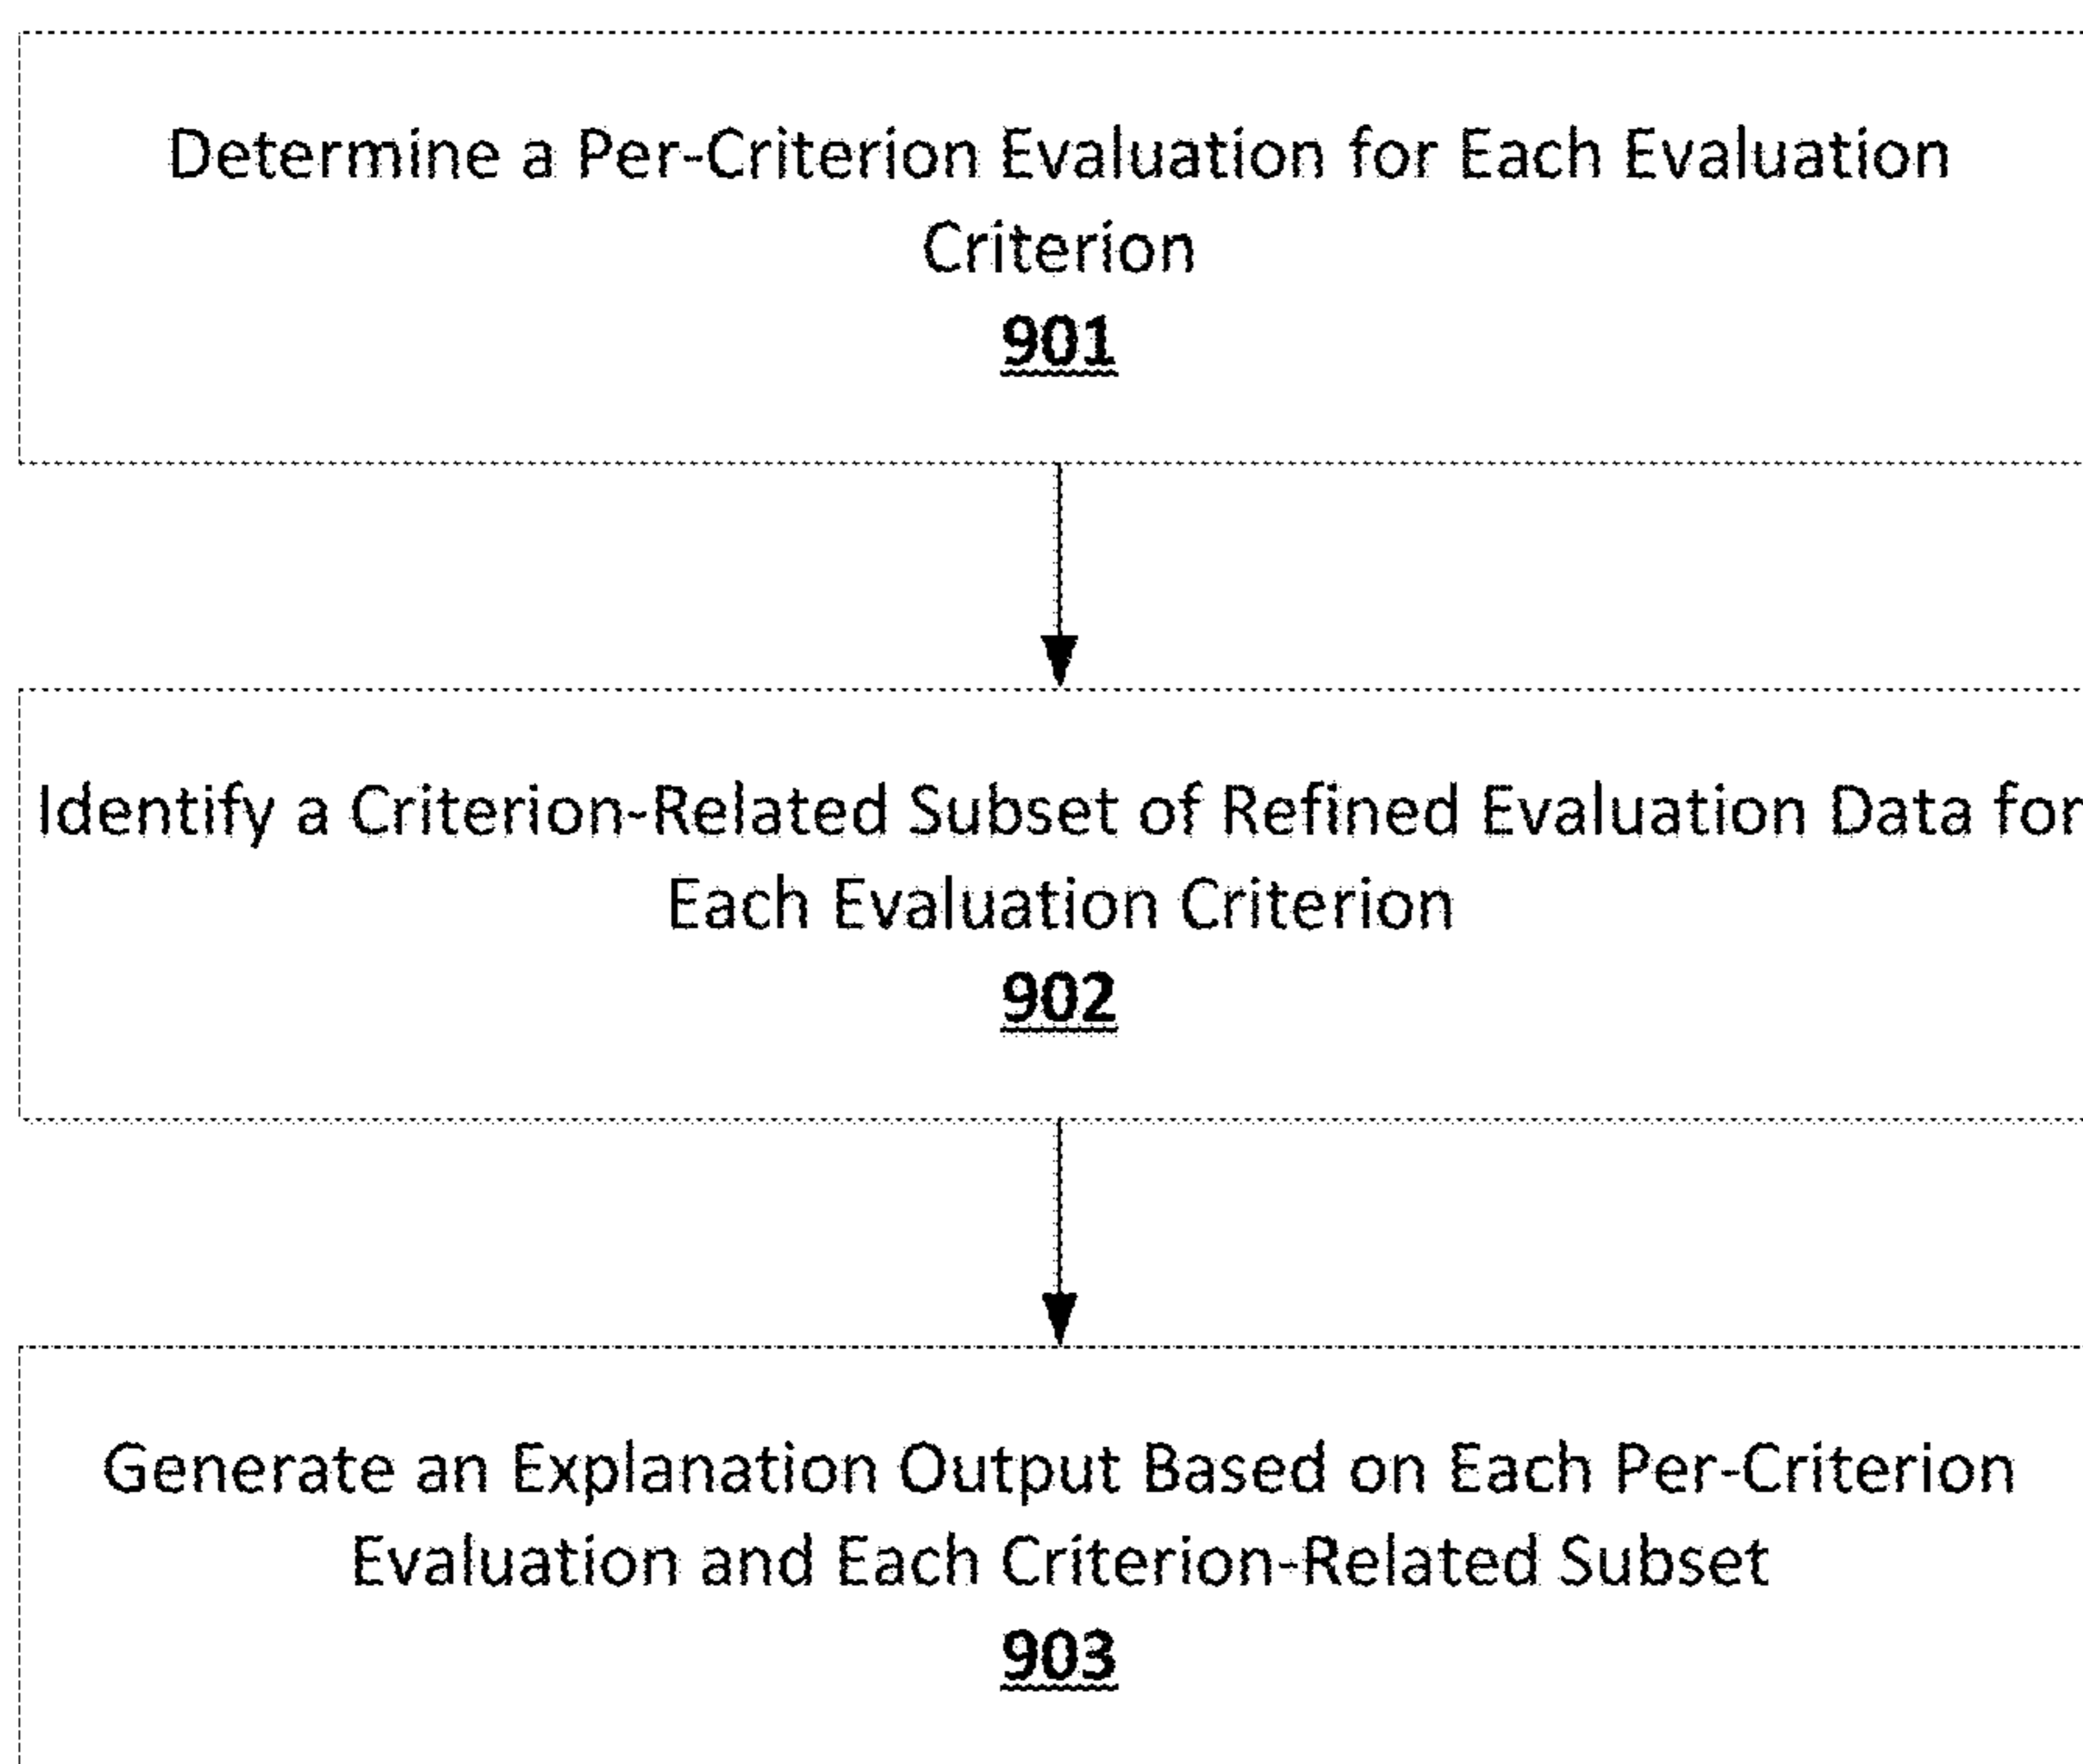 Determine a Per-Criterion Evaluation for Each Evaluation
Criterion
901
Identify a Criterion-Related Subset of Refined Evaluation Data for
Each Evaluation Criterion
902
Generate an Explanation Output Based on Each Per-Criterion
Evaluation and Each Criterion-Related Subset
903